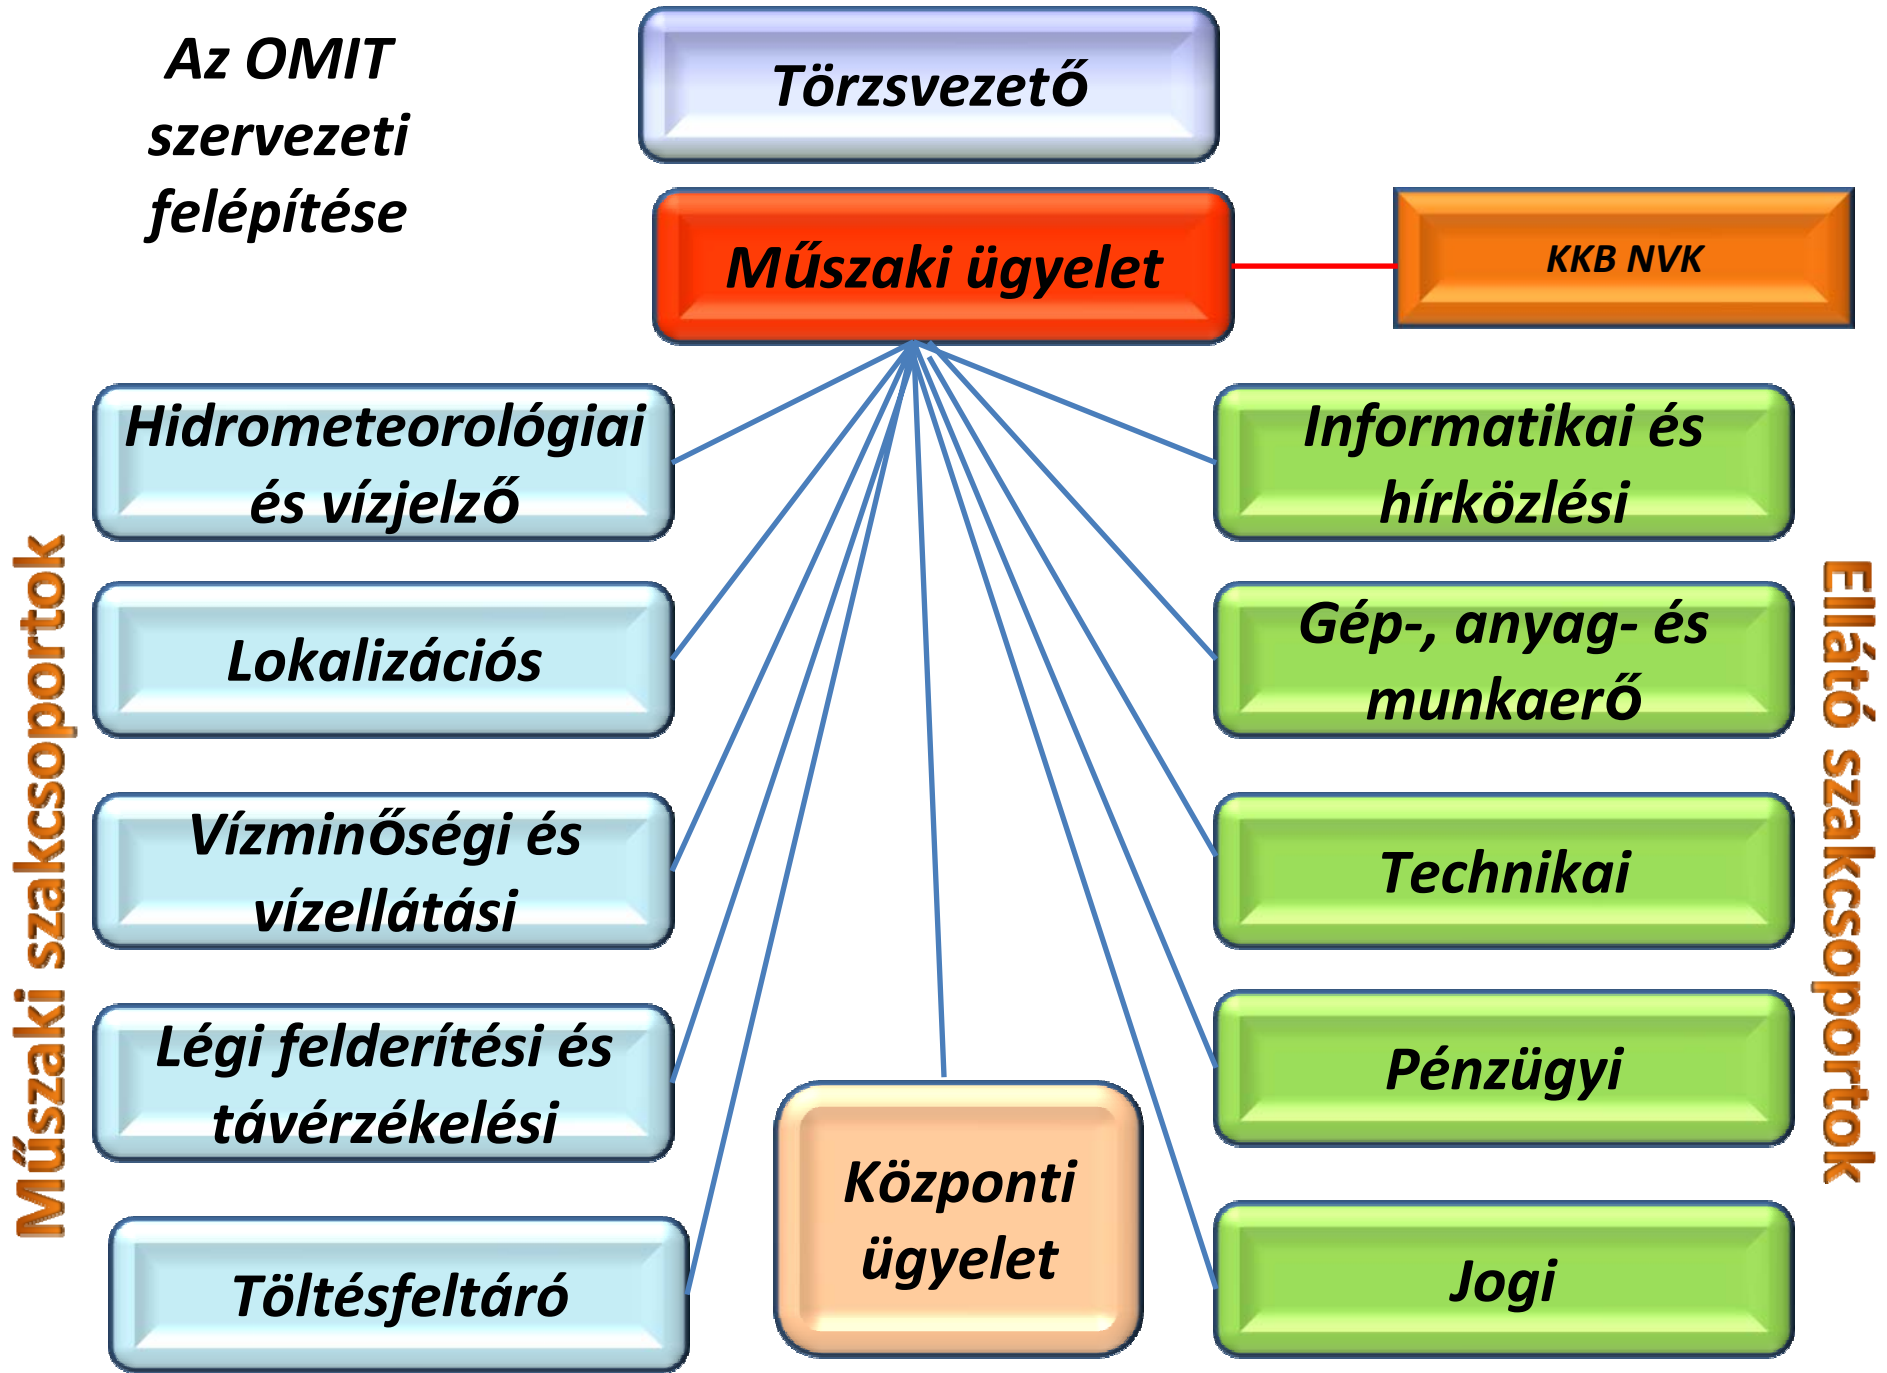 Az OMIT
szervezeti
felépítése
Törzsvezető
Műszaki ügyelet
KKB NVK
Műszaki szakcsoportok
Hidrometeorológiai
és vízjelző
Lokalizációs
Vízminőségi és
vízellátási
Légi felderítési és
távérzékelési
Töltésfeltáró
Központi
ügyelet
Informatikai és
hírközlési
Gép-, anyag- és
munkaerő
Technikai
Pénzügyi
Jogi
Ellátó szakcsoportok